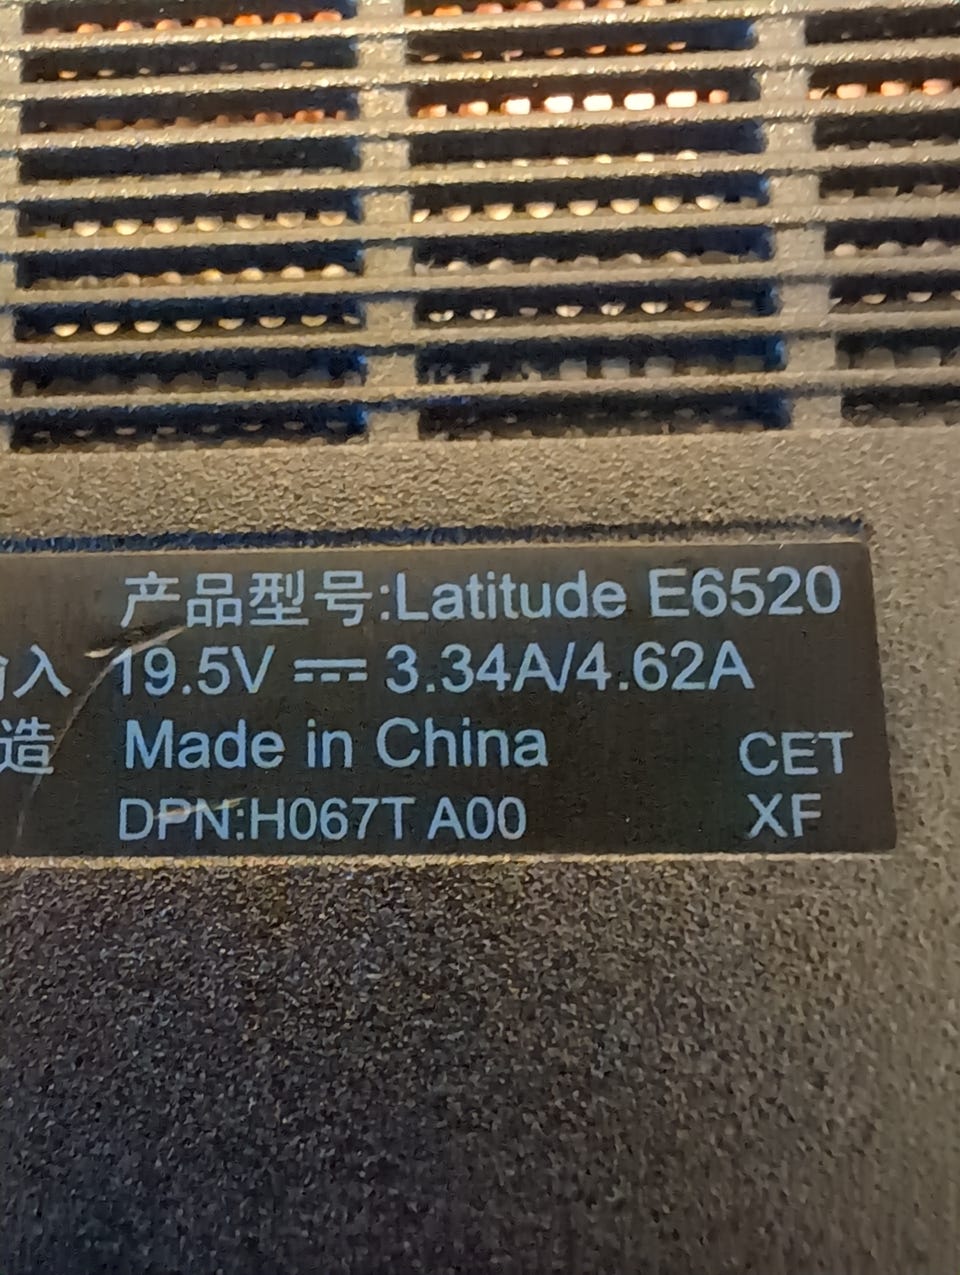 产品型号:Latitude E6520
入 19.5V ⎓ 3.34A/4.62A
造 Made in China CET
DPN:H067T A00 XF